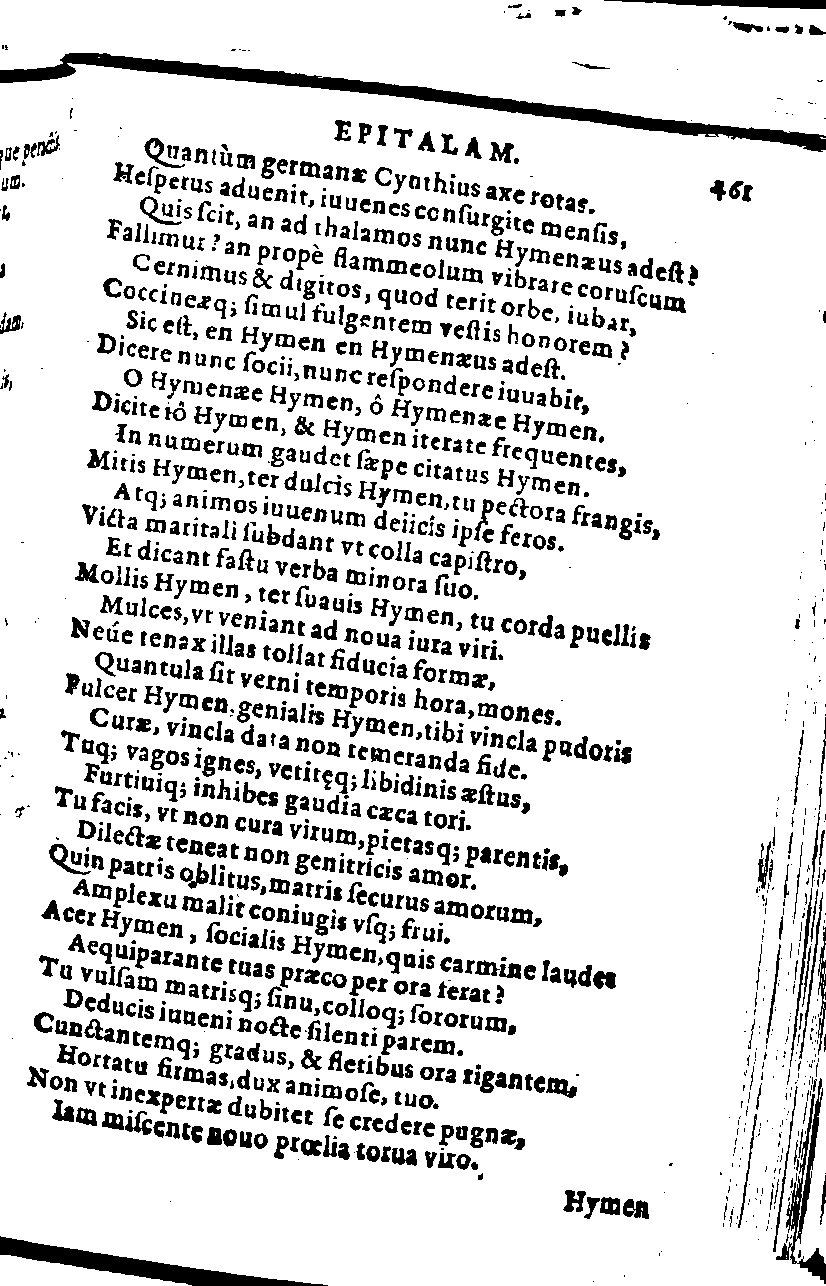 que pendēt
um.
EPITALAM.
461
Quantùm germanæ Cynthius axe rotas.
Hesperus aduenit, iuuenes consurgite mensis,
Quis scit, an ad thalamos nunc Hymenæus adest?
Fallimur? an propè flammeolum vibrare coruscum
Cernimus & digitos, quod terit orbe, iubar,
Coccineæq; simul fulgentem vestis honorem?
Sic est, en Hymen en Hymenæus adest.
Dicere nunc socii, nunc respondere iuuabit,
O Hymenæe Hymen, ô Hymenæe Hymen.
Dicite iô Hymen, & Hymen iterate frequentes,
In numerum gaudet sæpe citatus Hymen.
Mitis Hymen, ter dulcis Hymen, tu pectora frangis,
Atq; animos iuuenum deiicis ipse feros.
Victa maritali subdant vt colla capistro,
Et dicant fastu verba minora suo.
Mollis Hymen, ter suauis Hymen, tu corda puellis
Mulces, vt veniant ad noua iura viri.
Neúe tenax illas tollat fiducia formæ,
Quantula sit verni temporis hora, mones.
Pulcer Hymen, genialis Hymen, tibi vincla pudoris
Curæ, vincla data non temeranda fide.
Tuq; vagos ignes, vetitęq; libidinis æstus,
Furtiuiq; inhibes gaudia cæca tori.
Tu facis, vt non cura virum, pietasq; parentis,
Dilectæ teneat non genitricis amor.
Quin patris oblitus, matris securus amorum,
Amplexu malit coniugis vsq; frui.
Acer Hymen, socialis Hymen, quis carmine laudes
Aequiparante tuas præco per ora ferat?
Tu vulsam matrisq; sinu, colloq; sororum,
Deducis iuueni nocte silenti parem.
Cunctantemq; gradus, & fletibus ora rigantem,
Hortatu firmas, dux animose, tuo.
Non vt inexpertæ dubitet se credere pugnæ,
Iam miscente nouo prœlia torua viro.
Hymen